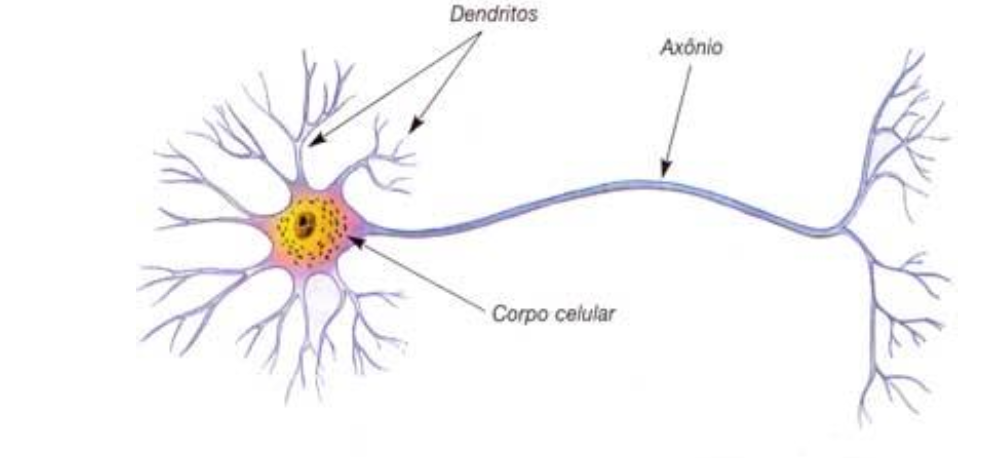 Dendritos
Axônio
Corpo celular